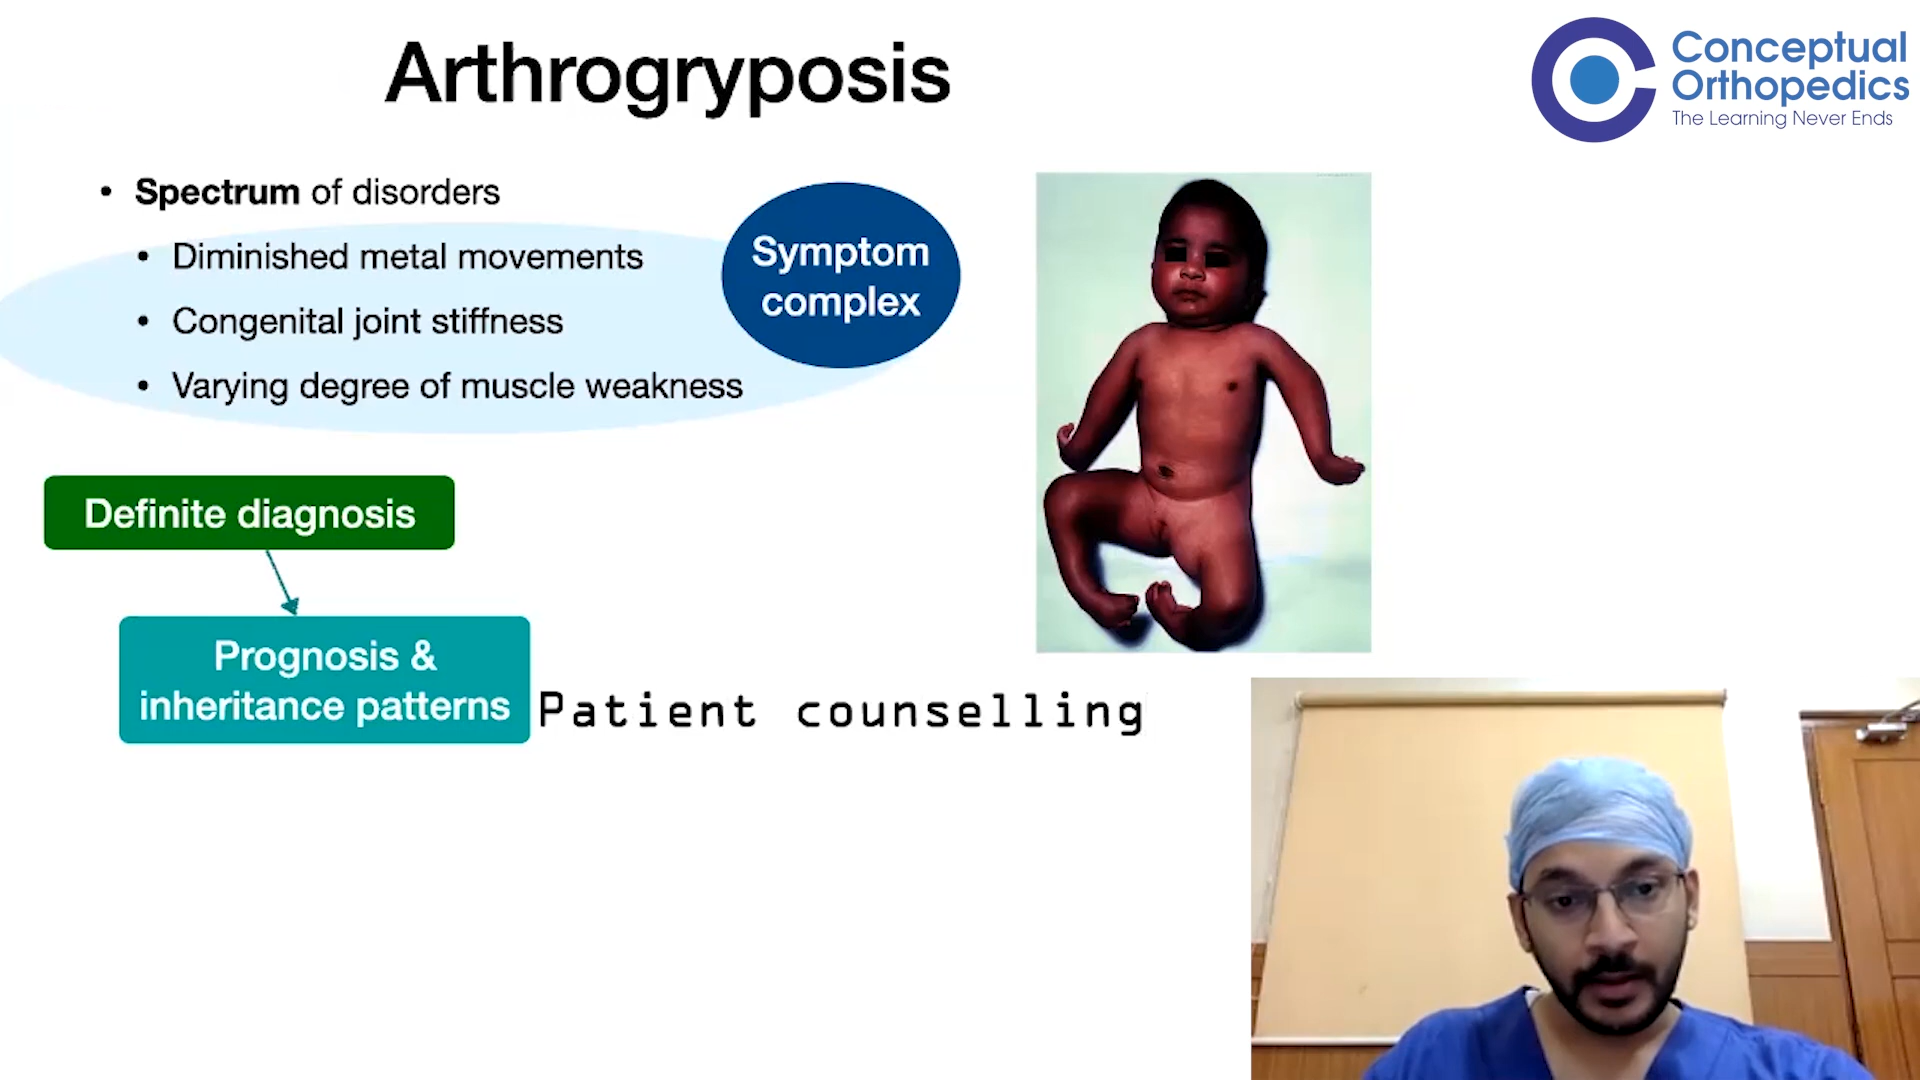 Arthrogryposis
Conceptual
Orthopedics
The Learning Never Ends
• Spectrum of disorders
• Diminished metal movements
• Congenital joint stiffness
• Varying degree of muscle weakness
Symptom
complex
Definite diagnosis
Prognosis &
inheritance patterns
Patient counselling